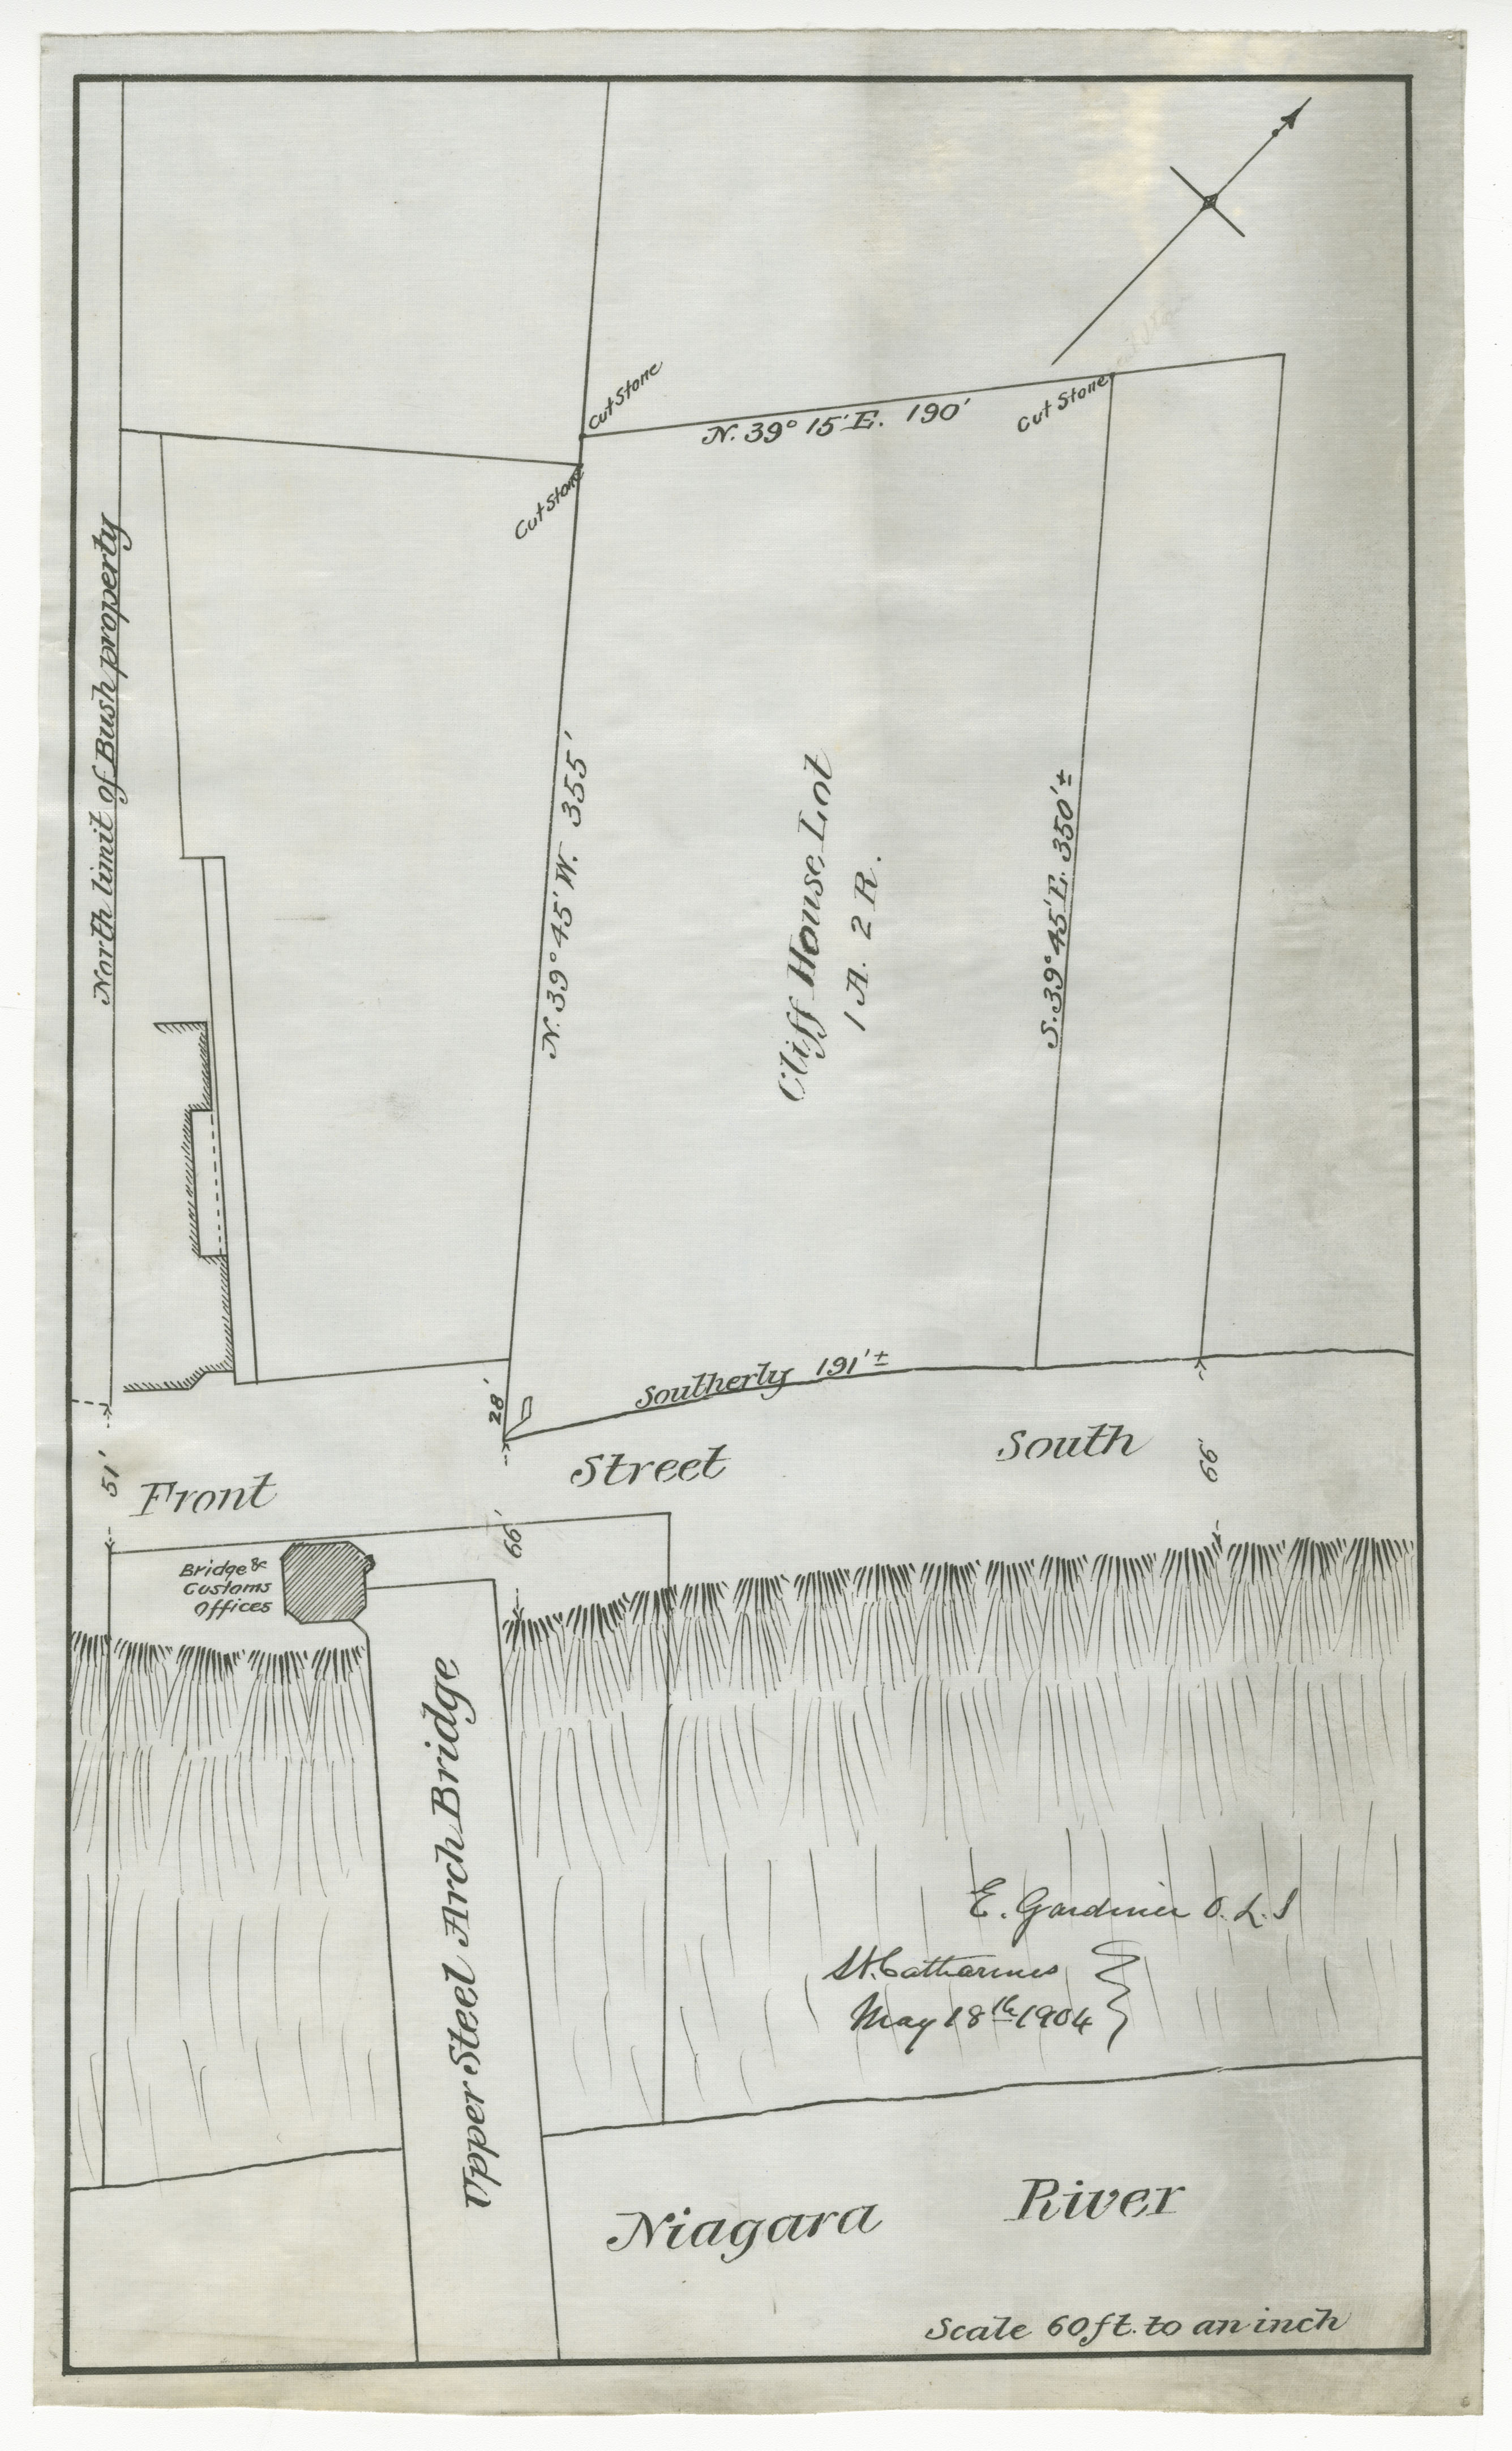 Cut Stone
N. 39° 15' E. 190'
Cut Stone
Cut Stone
North limit of Bush property
N. 39° 45' W. 355'
Cliff House Lot
1 A. 2 R.
S. 39° 45' E. 350' ±
28'
Southerly 191' ±
51'
Front Street South
66'
66'
Bridge &
Customs
Offices
Upper Steel Arch Bridge
E. Gardiner O. L. S
St. Catharines
May 18th 1904
Niagara River
Scale 60 ft. to an inch